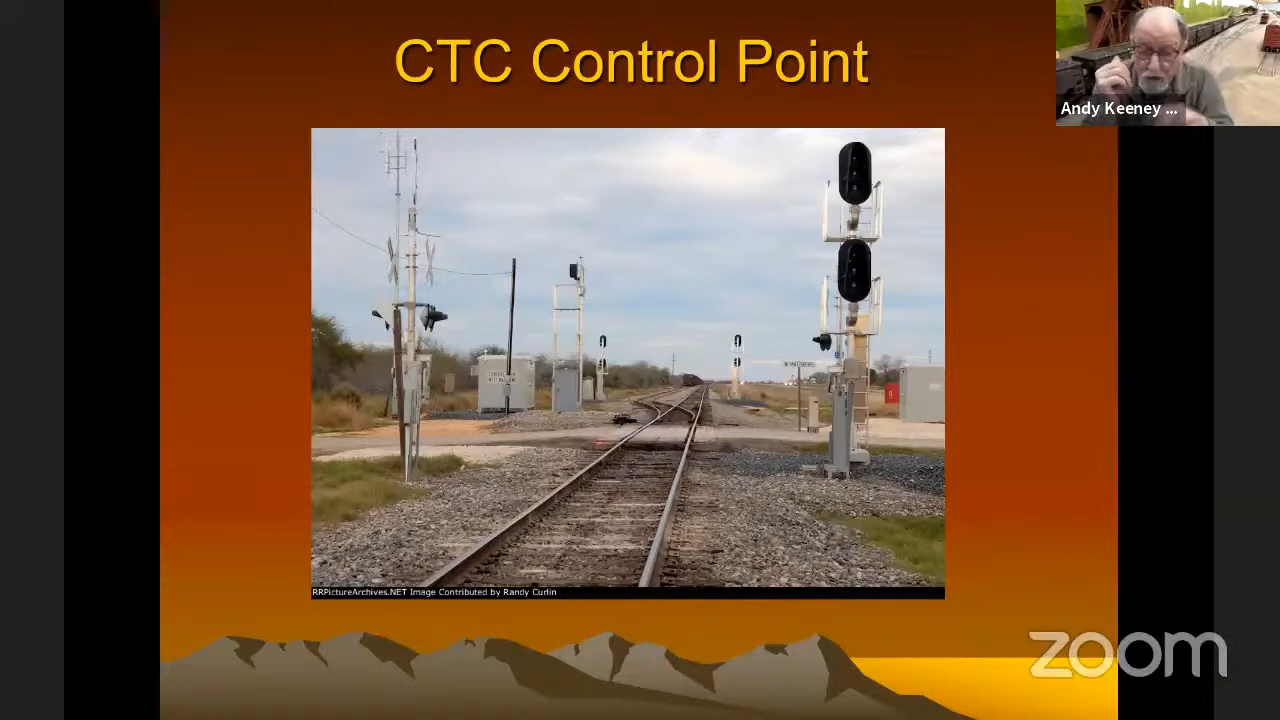 CTC Control Point
Andy Keeney ...
RRPictureArchives.NET Image Contributed by Randy Curlin
zoom